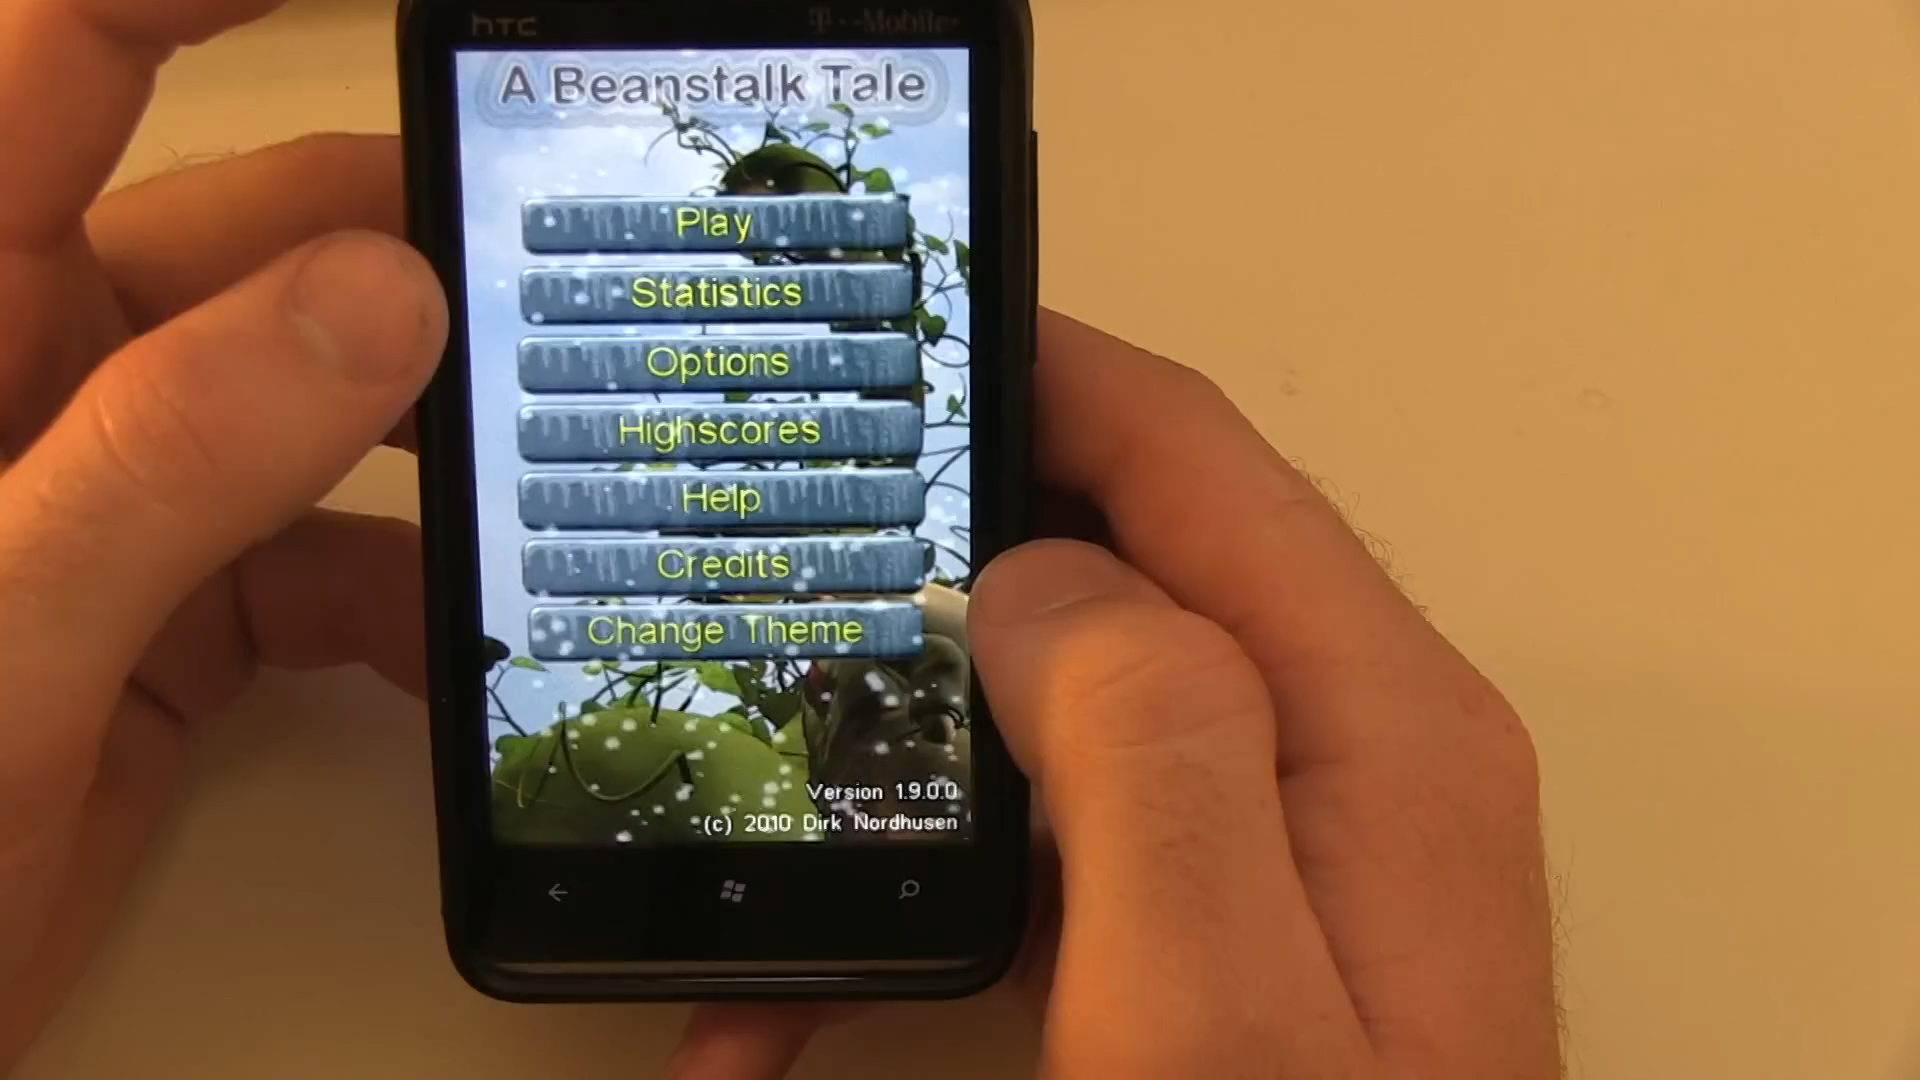 hTC T··Mobile
A Beanstalk Tale
Play
Statistics
Options
Highscores
Help
Credits
Change Theme
Version 1.9.0.0
(c) 2010 Dirk Nordhusen